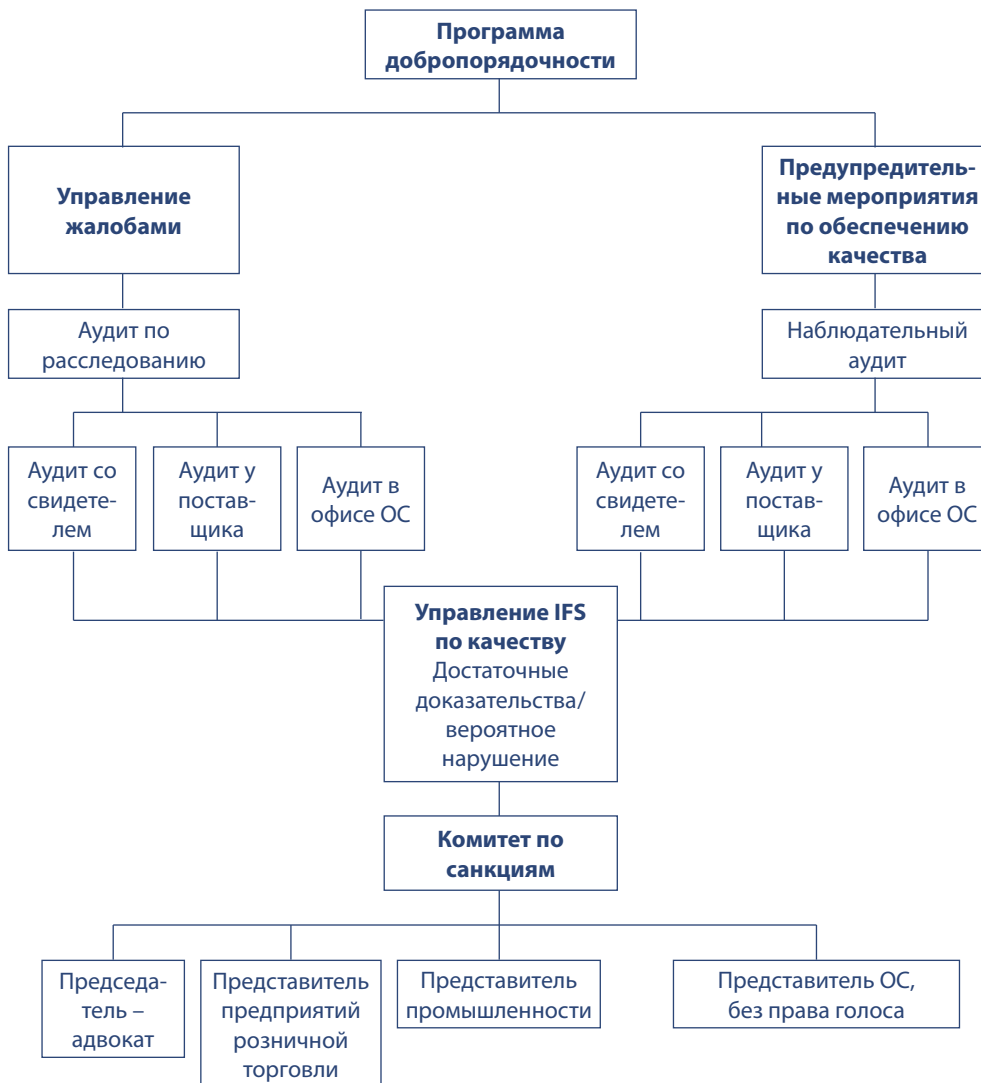 Программа
добропорядочности
Управление
жалобами
Предупредитель-
ные мероприятия
по обеспечению
качества
Аудит по
расследованию
Наблюдательный
аудит
Аудит со
свидете-
лем
Аудит у
постав-
щика
Аудит в
офисе ОС
Аудит со
свидете-
лем
Аудит у
постав-
щика
Аудит в
офисе ОС
Управление IFS
по качеству
Достаточные
доказательства/
вероятное
нарушение
Комитет по
санкциям
Председа-
тель –
адвокат
Представитель
предприятий
розничной
торговли
Представитель
промышленности
Представитель ОС,
без права голоса